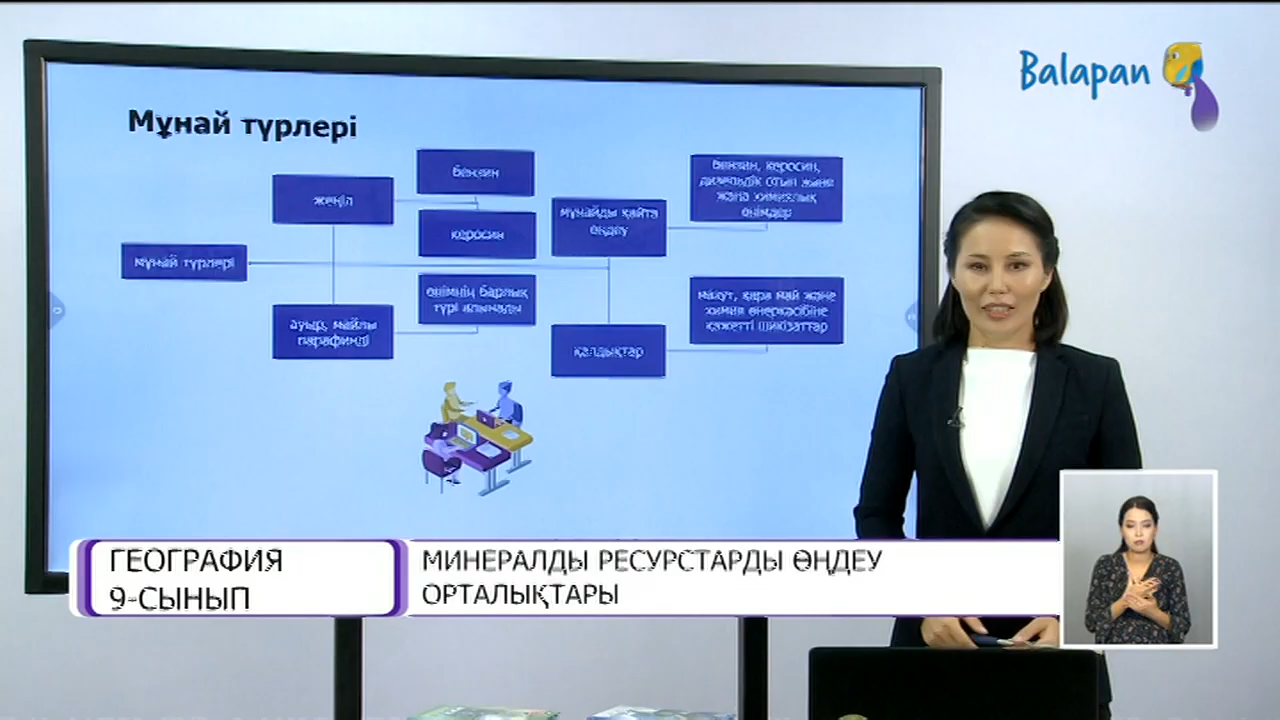 Balapan
Мұнай түрлері
бензин
бензин, керосин,
дизельдік отын және
жаңа химиялық
өнімдер
жеңіл
мұнайды қайта
өңдеу
керосин
мұнай түрлері
өнімнің барлық
түрі алынады
мазут, қара май және
химия өнеркәсібіне
қажетті шикізаттар
ауыр, майлы
парафинді
қалдықтар
ГЕОГРАФИЯ
9-СЫНЫП
МИНЕРАЛДЫ РЕСУРСТАРДЫ ӨҢДЕУ
ОРТАЛЫҚТАРЫ